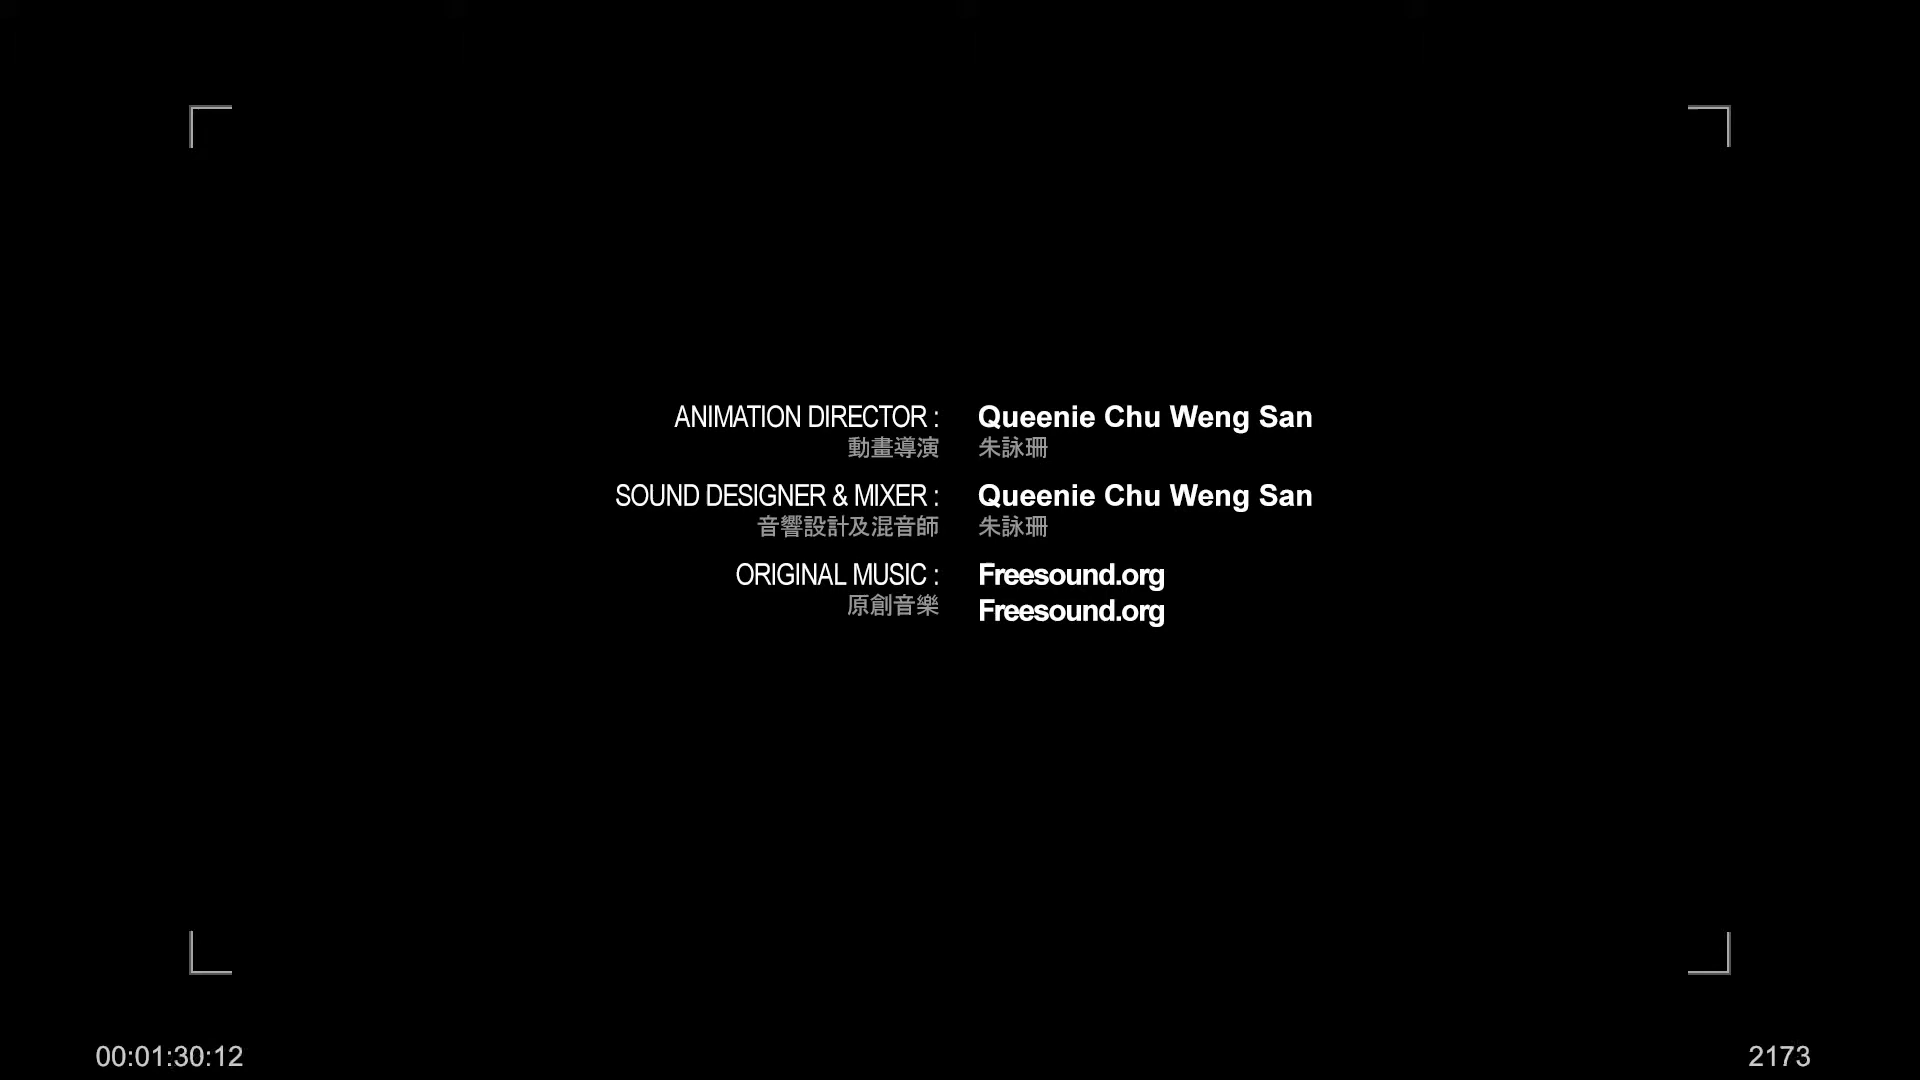 ANIMATION DIRECTOR : Queenie Chu Weng San
動畫導演 朱詠珊
SOUND DESIGNER & MIXER : Queenie Chu Weng San
音響設計及混音師 朱詠珊
ORIGINAL MUSIC : Freesound.org
原創音樂 Freesound.org
00:01:30:12 2173